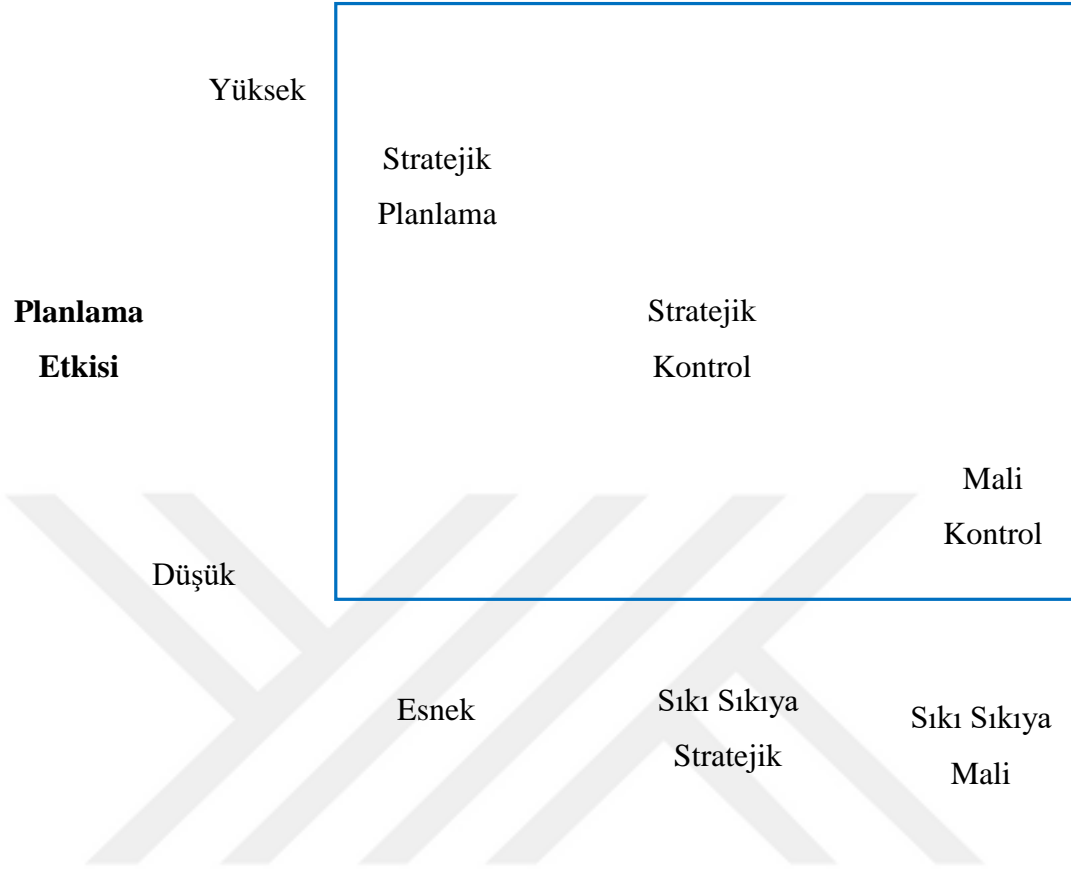 Yüksek
Stratejik
Planlama
Planlama
Etkisi
Stratejik
Kontrol
Mali
Kontrol
Düşük
Esnek
Sıkı Sıkıya
Stratejik
Sıkı Sıkıya
Mali